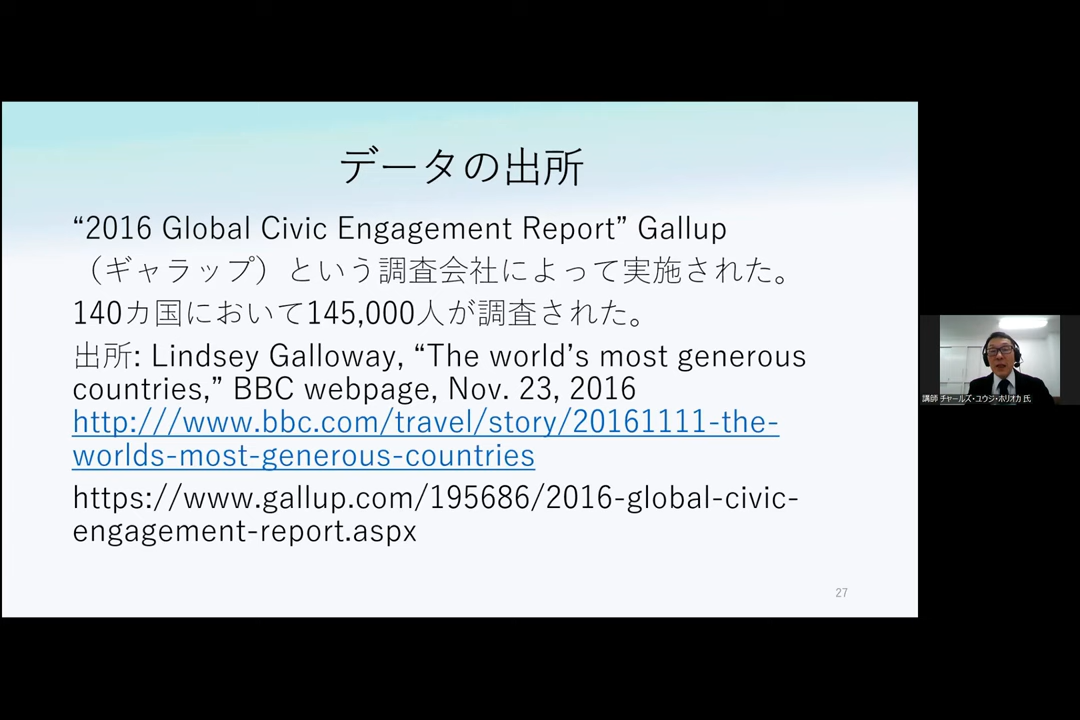 データの出所
“2016 Global Civic Engagement Report” Gallup
（ギャラップ）という調査会社によって実施された。
140カ国において145,000人が調査された。
出所: Lindsey Galloway, “The world’s most generous
countries,” BBC webpage, Nov. 23, 2016
http:///www.bbc.com/travel/story/20161111-the-
worlds-most-generous-countries
https://www.gallup.com/195686/2016-global-civic-
engagement-report.aspx
27
講師 チャールズ・ユウジ・ホリオカ 氏